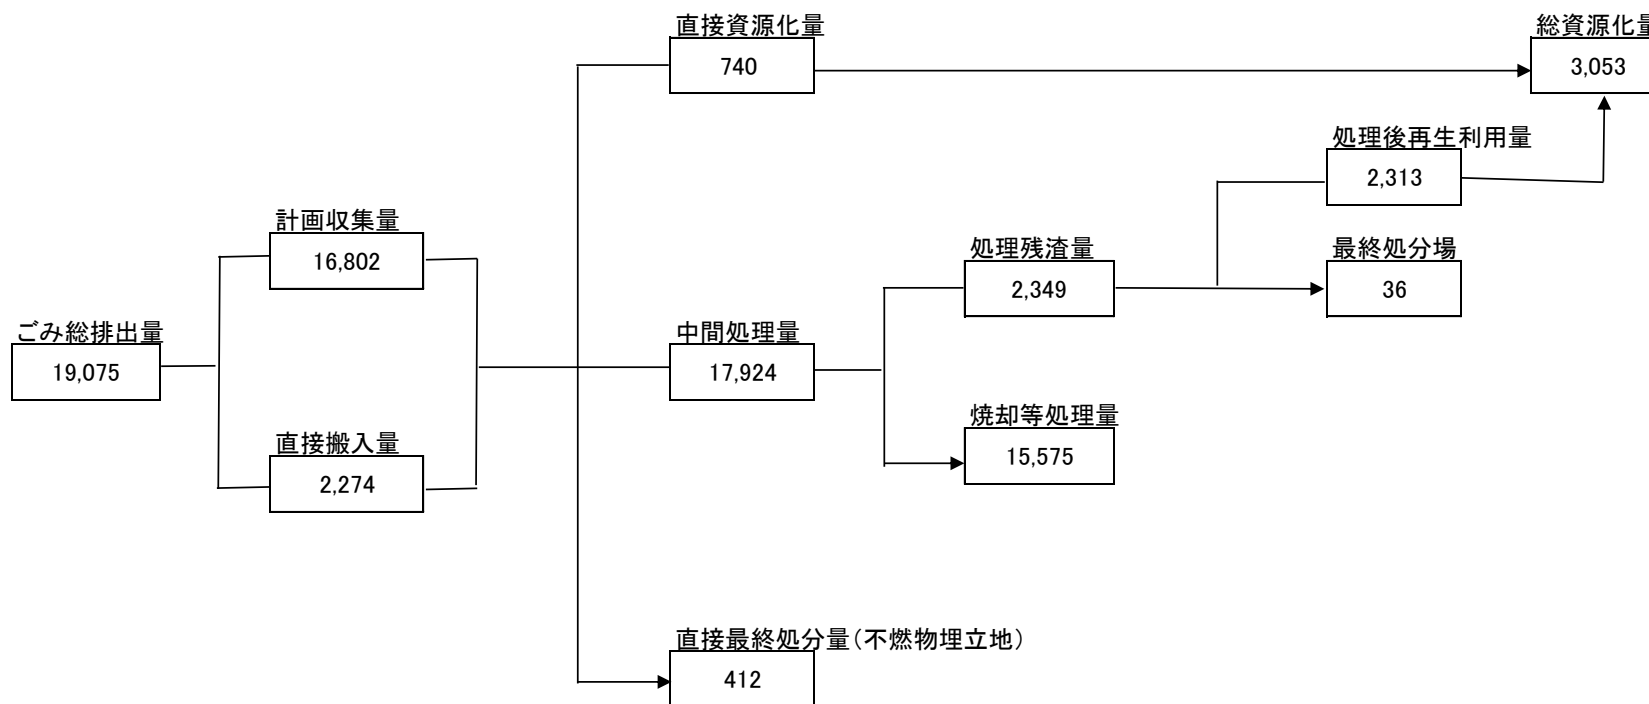 直接資源化量
740
総資源化量
3,053
処理後再生利用量
2,313
計画収集量
16,802
処理残渣量
2,349
最終処分場
36
ごみ総排出量
19,075
中間処理量
17,924
焼却等処理量
15,575
直接搬入量
2,274
直接最終処分量(不燃物埋立地)
412